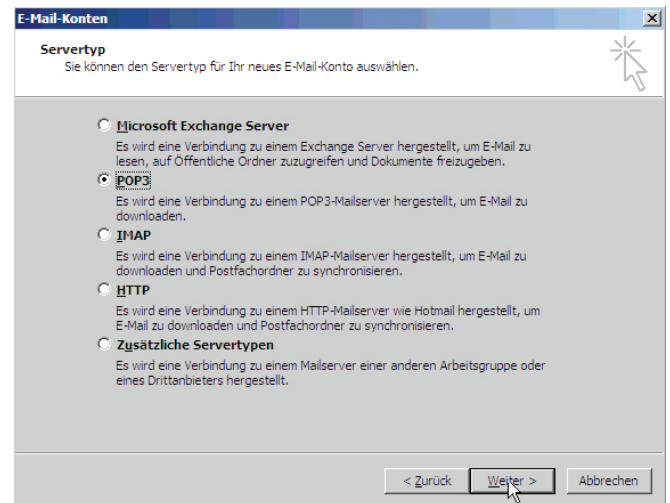 E-Mail-Konten
Servertyp
Sie können den Servertyp für Ihr neues E-Mail-Konto auswählen.
Microsoft Exchange Server
Es wird eine Verbindung zu einem Exchange Server hergestellt, um E-Mail zu
lesen, auf Öffentliche Ordner zuzugreifen und Dokumente freizugeben.
POP3
Es wird eine Verbindung zu einem POP3-Mailserver hergestellt, um E-Mail zu
downloaden.
IMAP
Es wird eine Verbindung zu einem IMAP-Mailserver hergestellt, um E-Mail zu
downloaden und Postfachordner zu synchronisieren.
HTTP
Es wird eine Verbindung zu einem HTTP-Mailserver wie Hotmail hergestellt, um
E-Mail zu downloaden und Postfachordner zu synchronisieren.
Zusätzliche Servertypen
Es wird eine Verbindung zu einem Mailserver einer anderen Arbeitsgruppe oder
eines Drittanbieters hergestellt.
< Zurück Weiter > Abbrechen